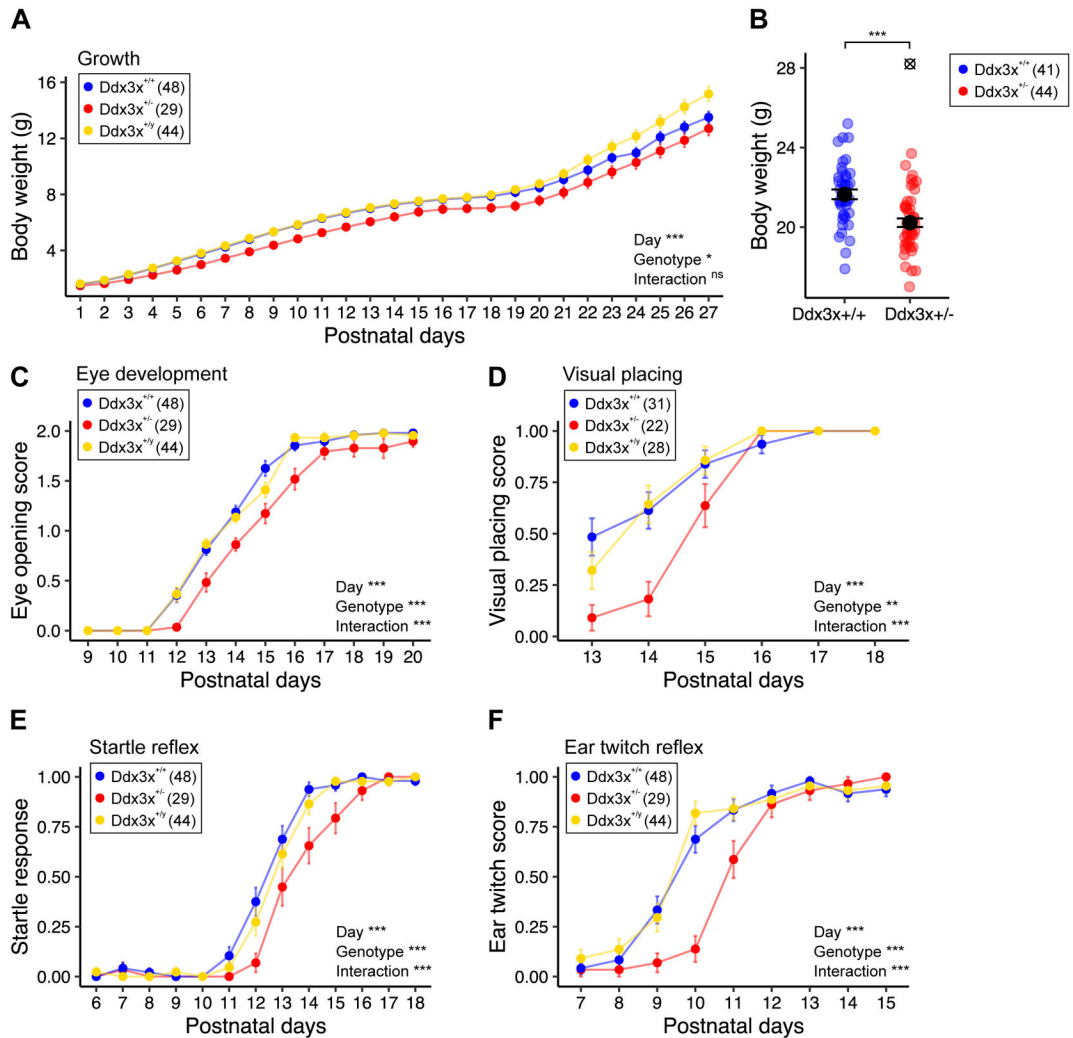 A
Growth
Ddx3x+/+ (48)
Ddx3x+/- (29)
Ddx3x+/y (44)
Body weight (g)
16
12
8
4
Day ***
Genotype *
Interaction ns
1 2 3 4 5 6 7 8 9 10 11 12 13 14 15 16 17 18 19 20 21 22 23 24 25 26 27
Postnatal days
B
***
Ddx3x+/+ (41)
Ddx3x+/- (44)
Body weight (g)
28
24
20
Ddx3x+/+ Ddx3x+/-
C
Eye development
Ddx3x+/+ (48)
Ddx3x+/- (29)
Ddx3x+/y (44)
Eye opening score
2.0
1.5
1.0
0.5
0.0
Day ***
Genotype ***
Interaction ***
9 10 11 12 13 14 15 16 17 18 19 20
Postnatal days
D
Visual placing
Ddx3x+/+ (31)
Ddx3x+/- (22)
Ddx3x+/y (28)
Visual placing score
1.00
0.75
0.50
0.25
0.00
Day ***
Genotype **
Interaction ***
13 14 15 16 17 18
Postnatal days
E
Startle reflex
Ddx3x+/+ (48)
Ddx3x+/- (29)
Ddx3x+/y (44)
Startle response
1.00
0.75
0.50
0.25
0.00
Day ***
Genotype ***
Interaction ***
6 7 8 9 10 11 12 13 14 15 16 17 18
Postnatal days
F
Ear twitch reflex
Ddx3x+/+ (48)
Ddx3x+/- (29)
Ddx3x+/y (44)
Ear twitch score
1.00
0.75
0.50
0.25
0.00
Day ***
Genotype ***
Interaction ***
7 8 9 10 11 12 13 14 15
Postnatal days